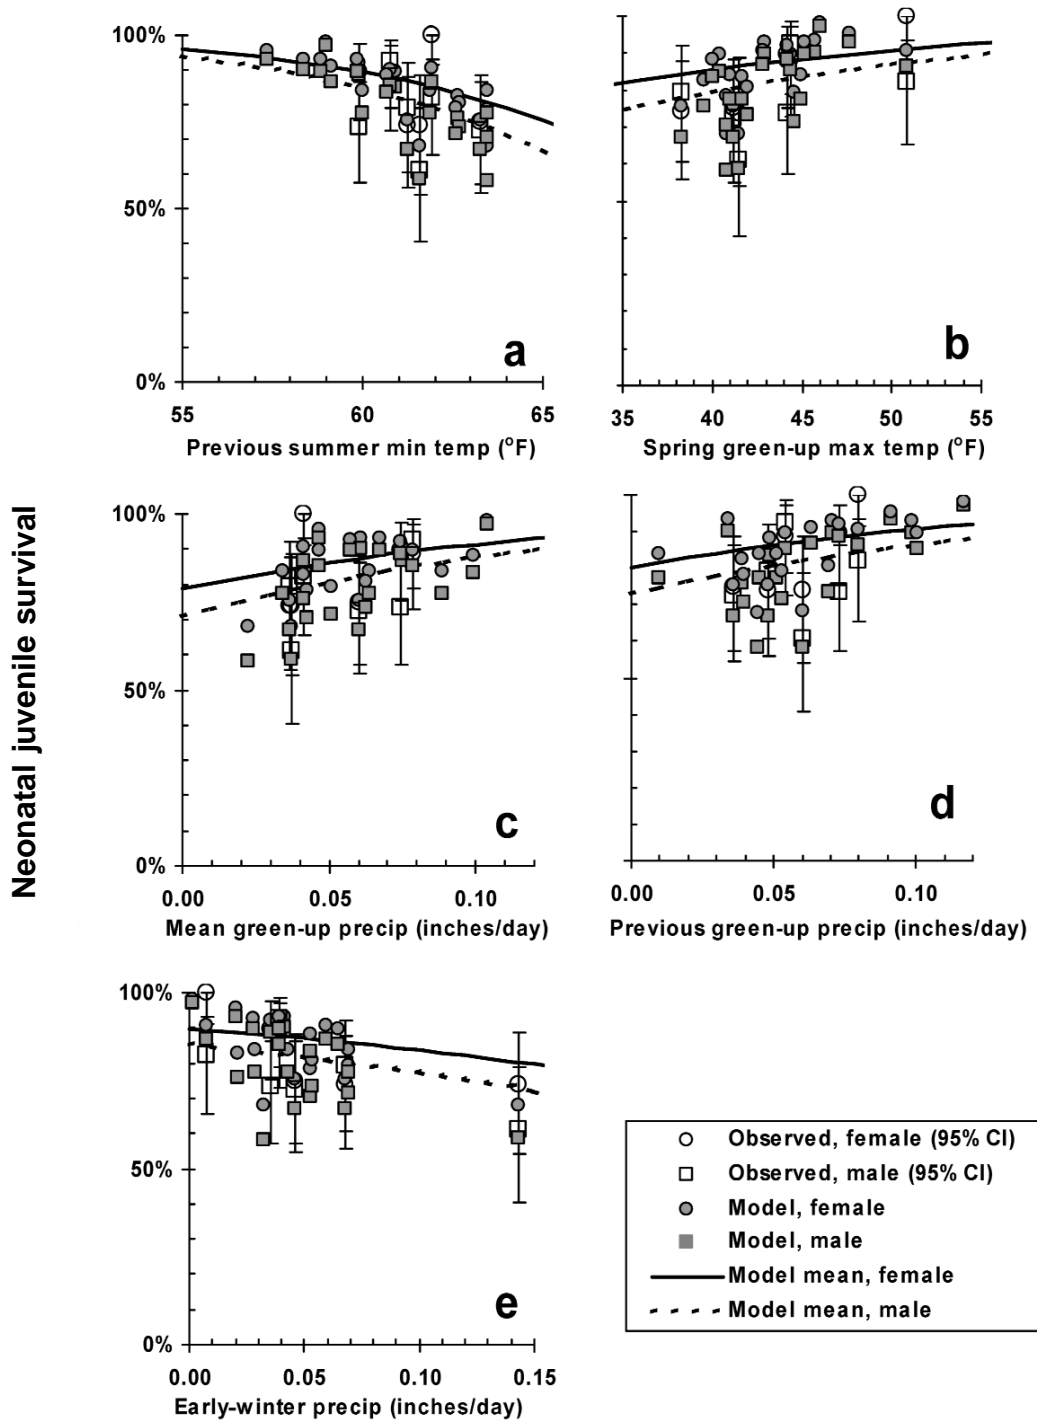 Neonatal juvenile survival
100%
50%
0%
a
55 60 65
Previous summer min temp (°F)
b
35 40 45 50 55
Spring green-up max temp (°F)
100%
50%
0%
c
0.00 0.05 0.10
Mean green-up precip (inches/day)
d
0.00 0.05 0.10
Previous green-up precip (inches/day)
100%
50%
0%
e
0.00 0.05 0.10 0.15
Early-winter precip (inches/day)
Observed, female (95% CI)
Observed, male (95% CI)
Model, female
Model, male
Model mean, female
Model mean, male